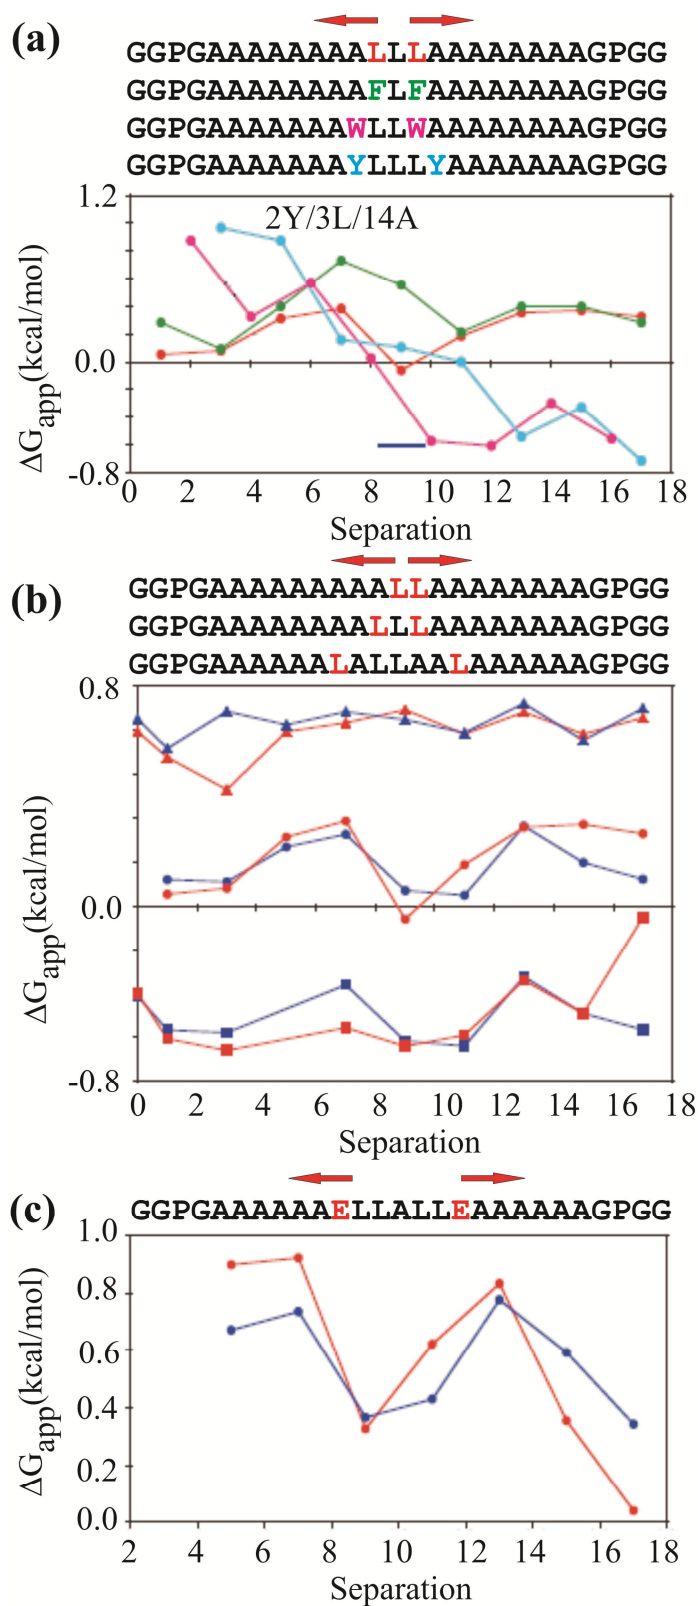 (a)
GGPGAAAAAAAALLLAAAAAAAAGPGG
GGPGAAAAAAAAFLFAAAAAAAAGPGG
GGPGAAAAAAAWLLWAAAAAAAAGPGG
GGPGAAAAAAAYLLLYAAAAAAAGPGG
2Y/3L/14A
1.2
0.0
-0.8
ΔGapp(kcal/mol)
0 2 4 6 8 10 12 14 16 18
Separation
(b)
GGPGAAAAAAAAALLAAAAAAAAGPGG
GGPGAAAAAAAALLLAAAAAAAAGPGG
GGPGAAAAAALALLAALAAAAAAGPGG
0.8
0.0
-0.8
ΔGapp(kcal/mol)
0 2 4 6 8 10 12 14 16 18
Separation
(c)
GGPGAAAAAAELLALLEAAAAAAGPGG
1.0
0.8
0.6
0.4
0.2
0.0
ΔGapp(kcal/mol)
2 4 6 8 10 12 14 16 18
Separation